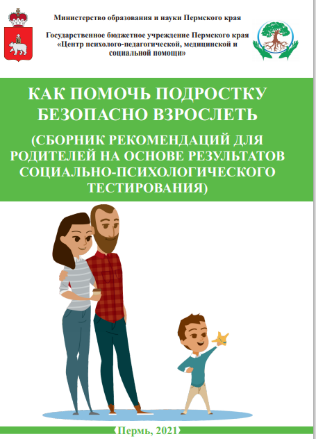 Министерство образования и науки Пермского края
Государственное бюджетное учреждение Пермского края
«Центр психолого-педагогической, медицинской и
социальной помощи»
КАК ПОМОЧЬ ПОДРОСТКУ
БЕЗОПАСНО ВЗРОСЛЕТЬ
(СБОРНИК РЕКОМЕНДАЦИЙ ДЛЯ
РОДИТЕЛЕЙ НА ОСНОВЕ РЕЗУЛЬТАТОВ
СОЦИАЛЬНО-ПСИХОЛОГИЧЕСКОГО
ТЕСТИРОВАНИЯ)
Пермь, 2021